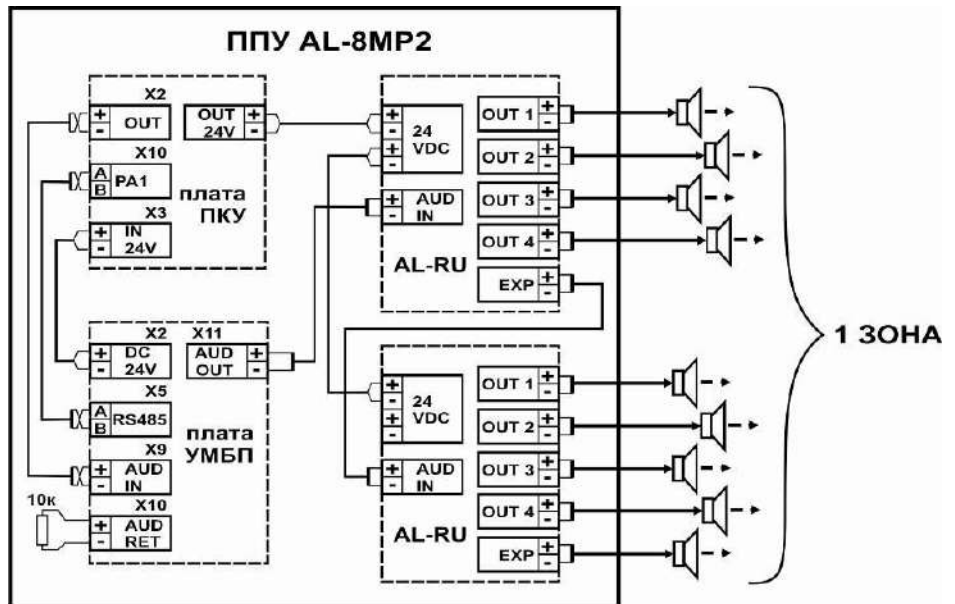 ППУ AL-8MP2
X2
+ OUT
-
OUT +
24V -
X10
A PA1
B
X3
+ IN
- 24V
плата
ПКУ
X2
+ DC
- 24V
X11
AUD +
OUT -
X5
A RS485
B
X9
+ AUD
- IN
X10
+ AUD
- RET
10к
плата
УМБП
+
- 24
+ VDC
-
+ AUD
- IN
AL-RU
OUT 1 +
-
OUT 2 +
-
OUT 3 +
-
OUT 4 +
-
EXP +
-
+
- 24
+ VDC
-
+ AUD
- IN
AL-RU
OUT 1 +
-
OUT 2 +
-
OUT 3 +
-
OUT 4 +
-
EXP +
-
1 ЗОНА